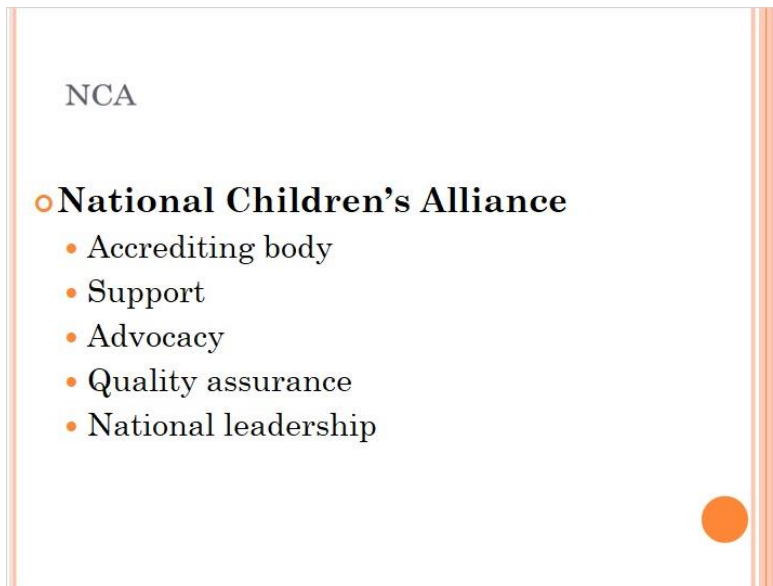 NCA
National Children's Alliance
Accrediting body
Support
Advocacy
Quality assurance
National leadership